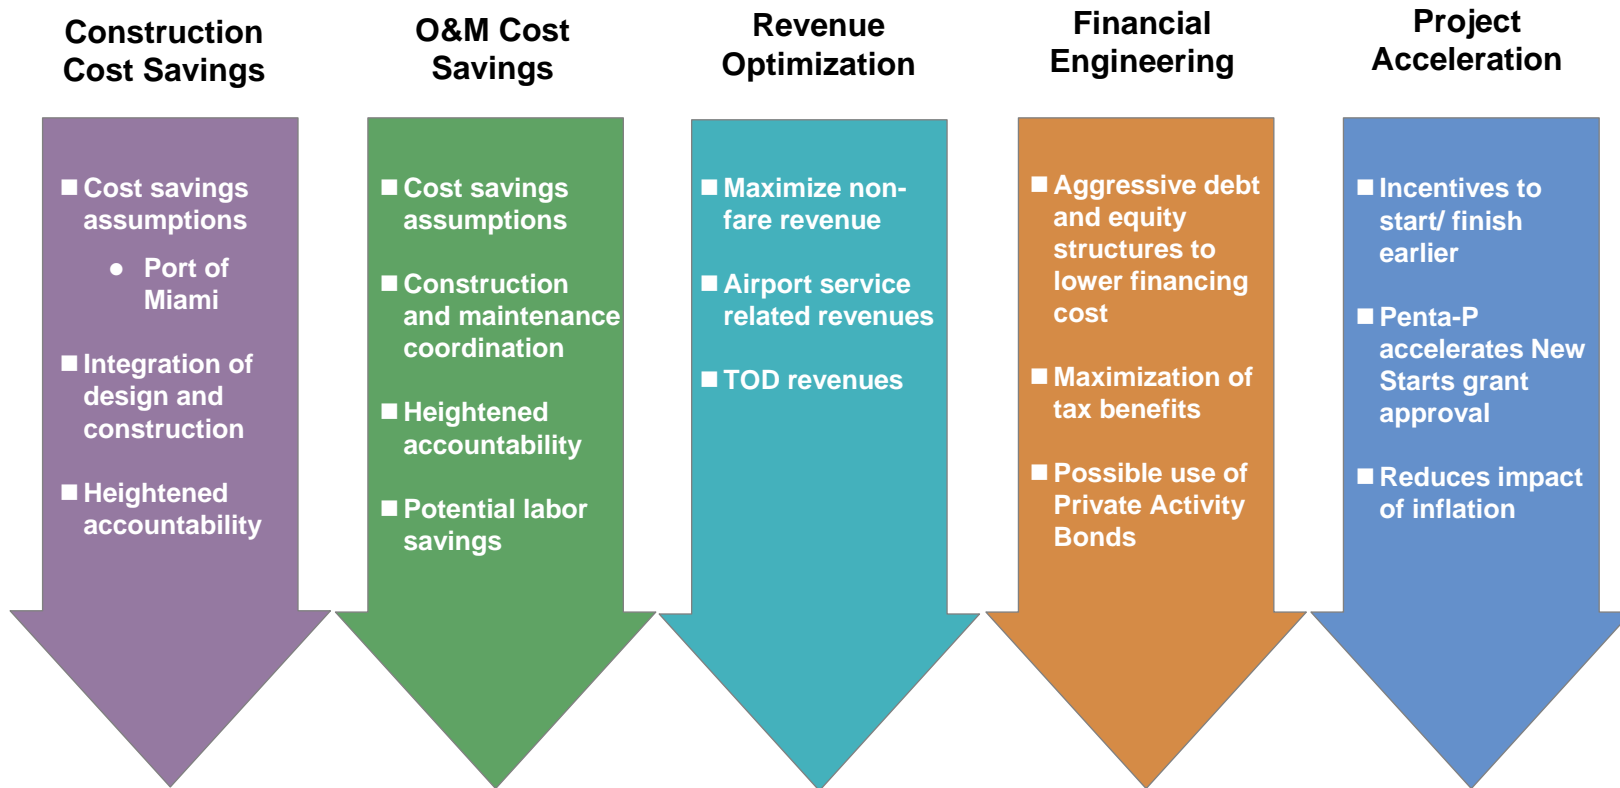 Construction
Cost Savings
■ Cost savings
assumptions
● Port of
Miami
■ Integration of
design and
construction
■ Heightened
accountability
O&M Cost
Savings
■ Cost savings
assumptions
■ Construction
and maintenance
coordination
■ Heightened
accountability
■ Potential labor
savings
Revenue
Optimization
■ Maximize non-
fare revenue
■ Airport service
related revenues
■ TOD revenues
Financial
Engineering
■ Aggressive debt
and equity
structures to
lower financing
cost
■ Maximization of
tax benefits
■ Possible use of
Private Activity
Bonds
Project
Acceleration
■ Incentives to
start/ finish
earlier
■ Penta-P
accelerates New
Starts grant
approval
■ Reduces impact
of inflation